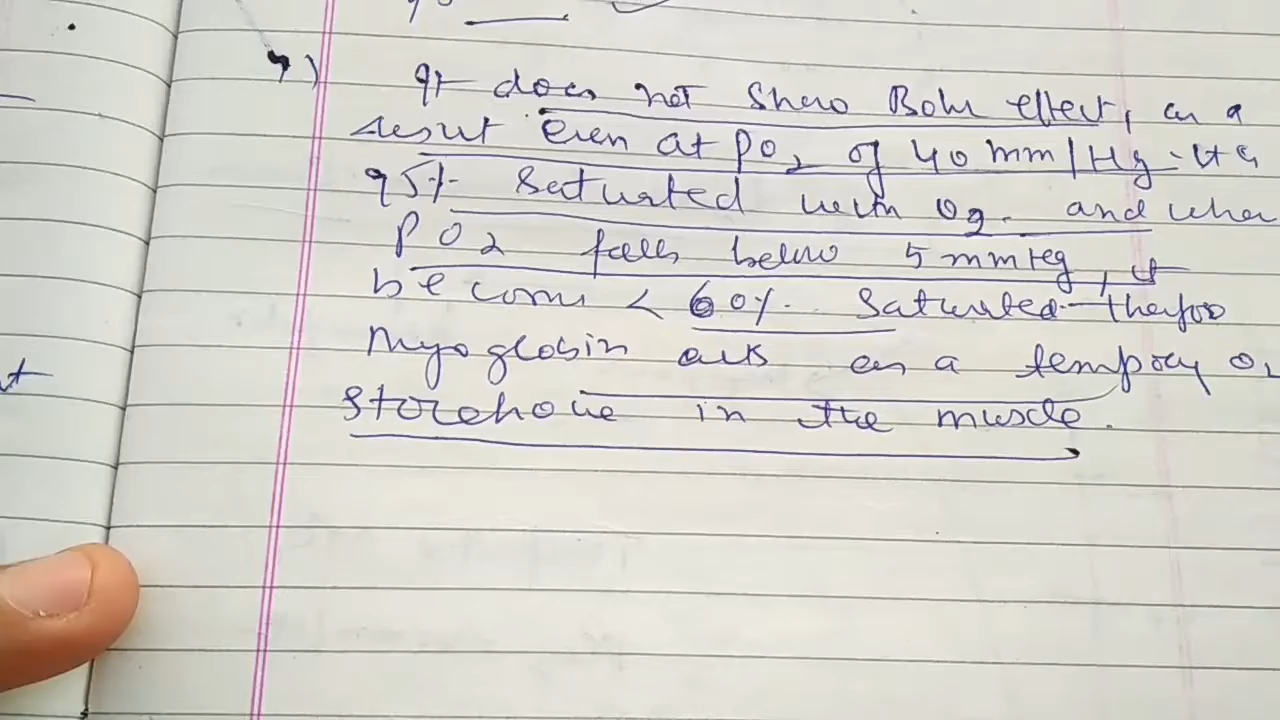 4) It does not show Bohr effect, as a
result even at PO2 of 40 mm/Hg. it is
95% saturated with O2. and when
PO2 falls below 5 mmHg, it
become < 60% saturated therfor
Myoglobin acts as a tempory O2
storehouse in the muscle.